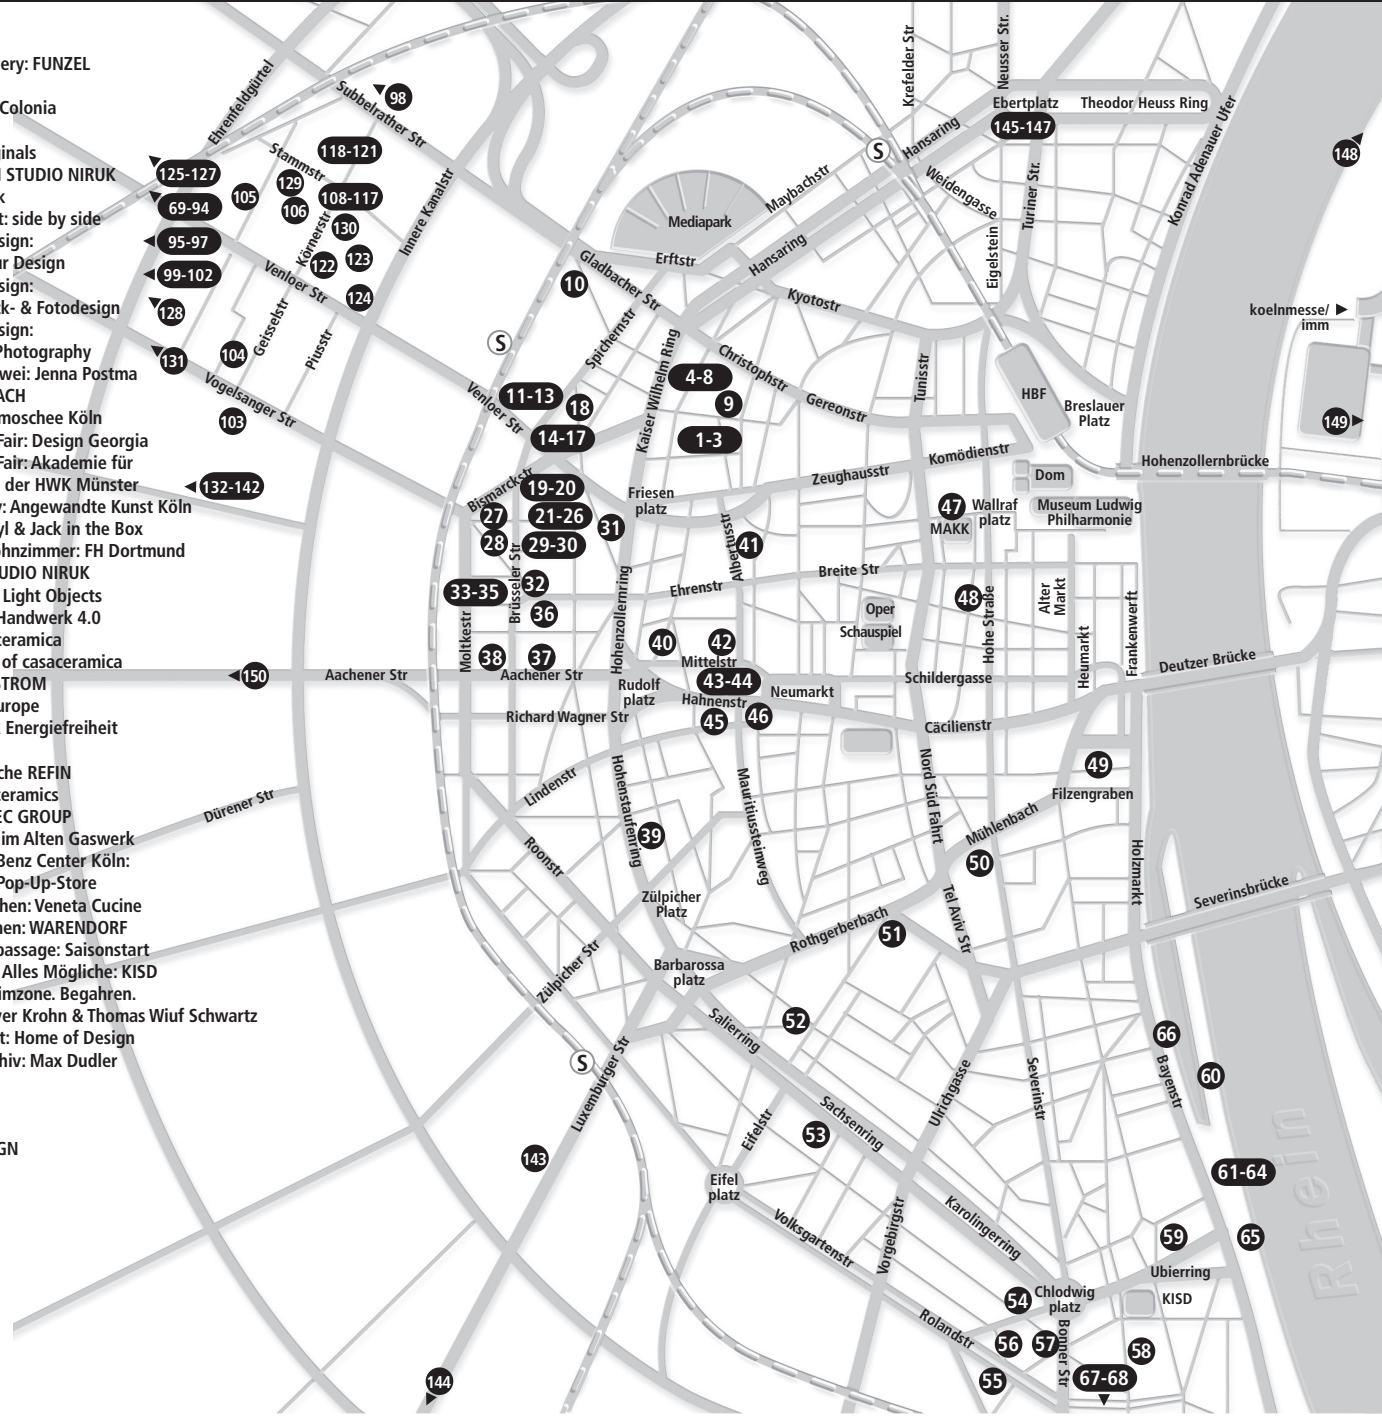 ery: FUNZEL
Colonia
ginals
STUDIO NIRUK
k
t: side by side
sign:
ur Design
sign:
k- & Fotodesign
sign:
Photography
wei: Jenna Postma
ACH
moschee Köln
Fair: Design Georgia
Fair: Akademie für
der HWK Münster
: Angewandte Kunst Köln
yl & Jack in the Box
ohnzimmer: FH Dortmund
UDIO NIRUK
Light Objects
Handwerk 4.0
ceramica
of casaceramica
STROM
urope
Energiefreiheit
che REFIN
ceramics
EC GROUP
im Alten Gaswerk
Benz Center Köln:
Pop-Up-Store
hen: Veneta Cucine
nen: WARENDORF
passage: Saisonstart
Alles Mögliche: KISD
imzone. Begahren.
ver Krohn & Thomas Wiuf Schwartz
t: Home of Design
hiv: Max Dudler
GN
Ehrenfeldgürtel
Subbelrather Str
98
Stammstr
118-121
125-127
129
105
108-117
69-94
106
130
95-97
Körnerstr
123
122
99-102
Venloer Str
124
128
Geisselstr
Piusstr
104
131
Vogelsanger Str
103
132-142
Innere Kanalstr
Krefelder Str
Neusser Str.
Ebertplatz
Theodor Heuss Ring
145-147
S
Hansaring
Weidengasse
Turiner Str.
Konrad Adenauer Ufer
148
Maybachstr
Mediapark
Erftstr
Hansaring
Eigelstein
Gladbacher Str
10
Kyotostr
koelnmesse/
imm
S
Spichernstr
Kaiser Wilhelm Ring
Christophstr
Tunisstr
4-8
HBF
Breslauer
Platz
Venloer Str
11-13
18
9
Gereonstr
149
14-17
1-3
Komödienstr
Hohenzollernbrücke
Zeughausstr
Dom
Bismarckstr
19-20
Friesen
platz
47
Wallraf
platz
Museum Ludwig
Philharmonie
27
21-26
31
MAKK
28
29-30
Albertusstr
41
Brüsseler Str
Breite Str
33-35
32
Ehrenstr
48
Alter
Markt
36
Oper
Schauspiel
Hohe Straße
Frankenwerft
Hohenzollernring
Moltkestr
40
42
Heumarkt
38
37
Mittelstr
Deutzer Brücke
150
Aachener Str
Aachener Str
43-44
Schildergasse
Rudolf
platz
Neumarkt
Hahnenstr
Richard Wagner Str
45
46
Cäcilienstr
Lindenstr
Hohenstaufenring
Mauritiussteinweg
Nord Süd Fahrt
49
Filzengraben
Dürener Str
39
Mühlenbach
50
Roonstr
Holzmarkt
Zülpicher
Platz
Tel Aviv Str
Severinsbrücke
Rothgerberbach
51
Zülpicher Str
Barbarossa
platz
Salierring
52
66
S
Luxemburger Str
Ulrichgasse
Severinstr
Bayenstr
60
Eifelstr
53
Sachsenring
143
61-64
Rhein
Eifel
platz
Karolingerring
Volksgartenstr
Vorgebirgstr
59
65
Ubierring
54
Chlodwig
platz
KISD
Rolandstr
56
57
Bonner Str
58
55
67-68
144